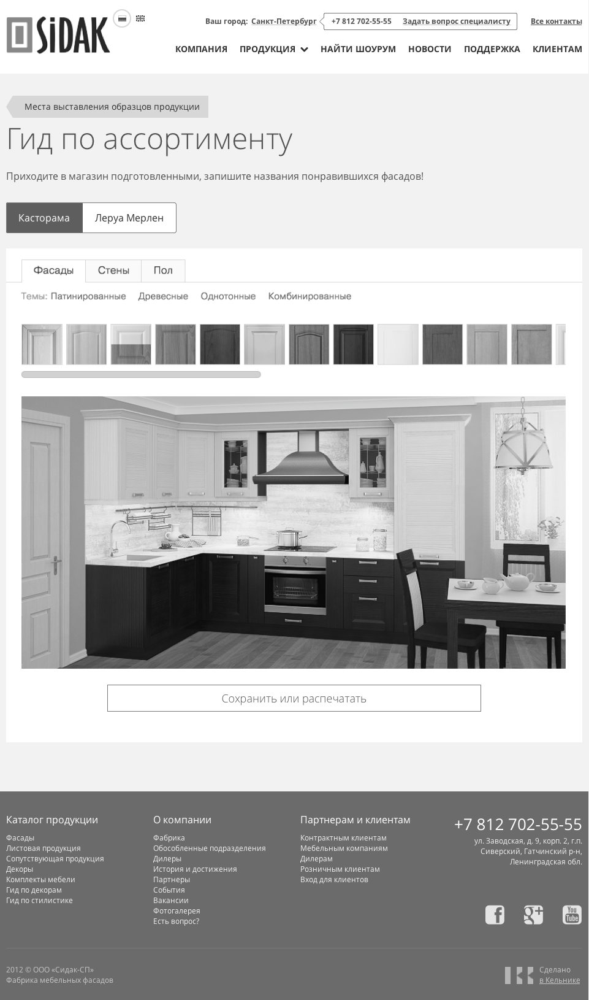 SiDAK
Ваш город: Санкт-Петербург
+7 812 702-55-55 Задать вопрос специалисту
Все контакты
КОМПАНИЯ ПРОДУКЦИЯ НАЙТИ ШОУРУМ НОВОСТИ ПОДДЕРЖКА КЛИЕНТАМ
Места выставления образцов продукции
Гид по ассортименту
Приходите в магазин подготовленными, запишите названия понравившихся фасадов!
Касторама Леруа Мерлен
Фасады Стены Пол
Темы: Патинированные Древесные Однотонные Комбинированные
Сохранить или распечатать
Каталог продукции
Фасады
Листовая продукция
Сопутствующая продукция
Декоры
Комплекты мебели
Гид по декорам
Гид по стилистике
О компании
Фабрика
Обособленные подразделения
Дилеры
История и достижения
Партнеры
События
Вакансии
Фотогалерея
Есть вопрос?
Партнерам и клиентам
Контрактным клиентам
Мебельным компаниям
Дилерам
Розничным клиентам
Вход для клиентов
+7 812 702-55-55
ул. Заводская, д. 9, корп. 2, г.п.
Сиверский, Гатчинский р-н,
Ленинградская обл.
You
Tube
2012 © ООО «Сидак-СП»
Фабрика мебельных фасадов
Сделано
в Кельнике